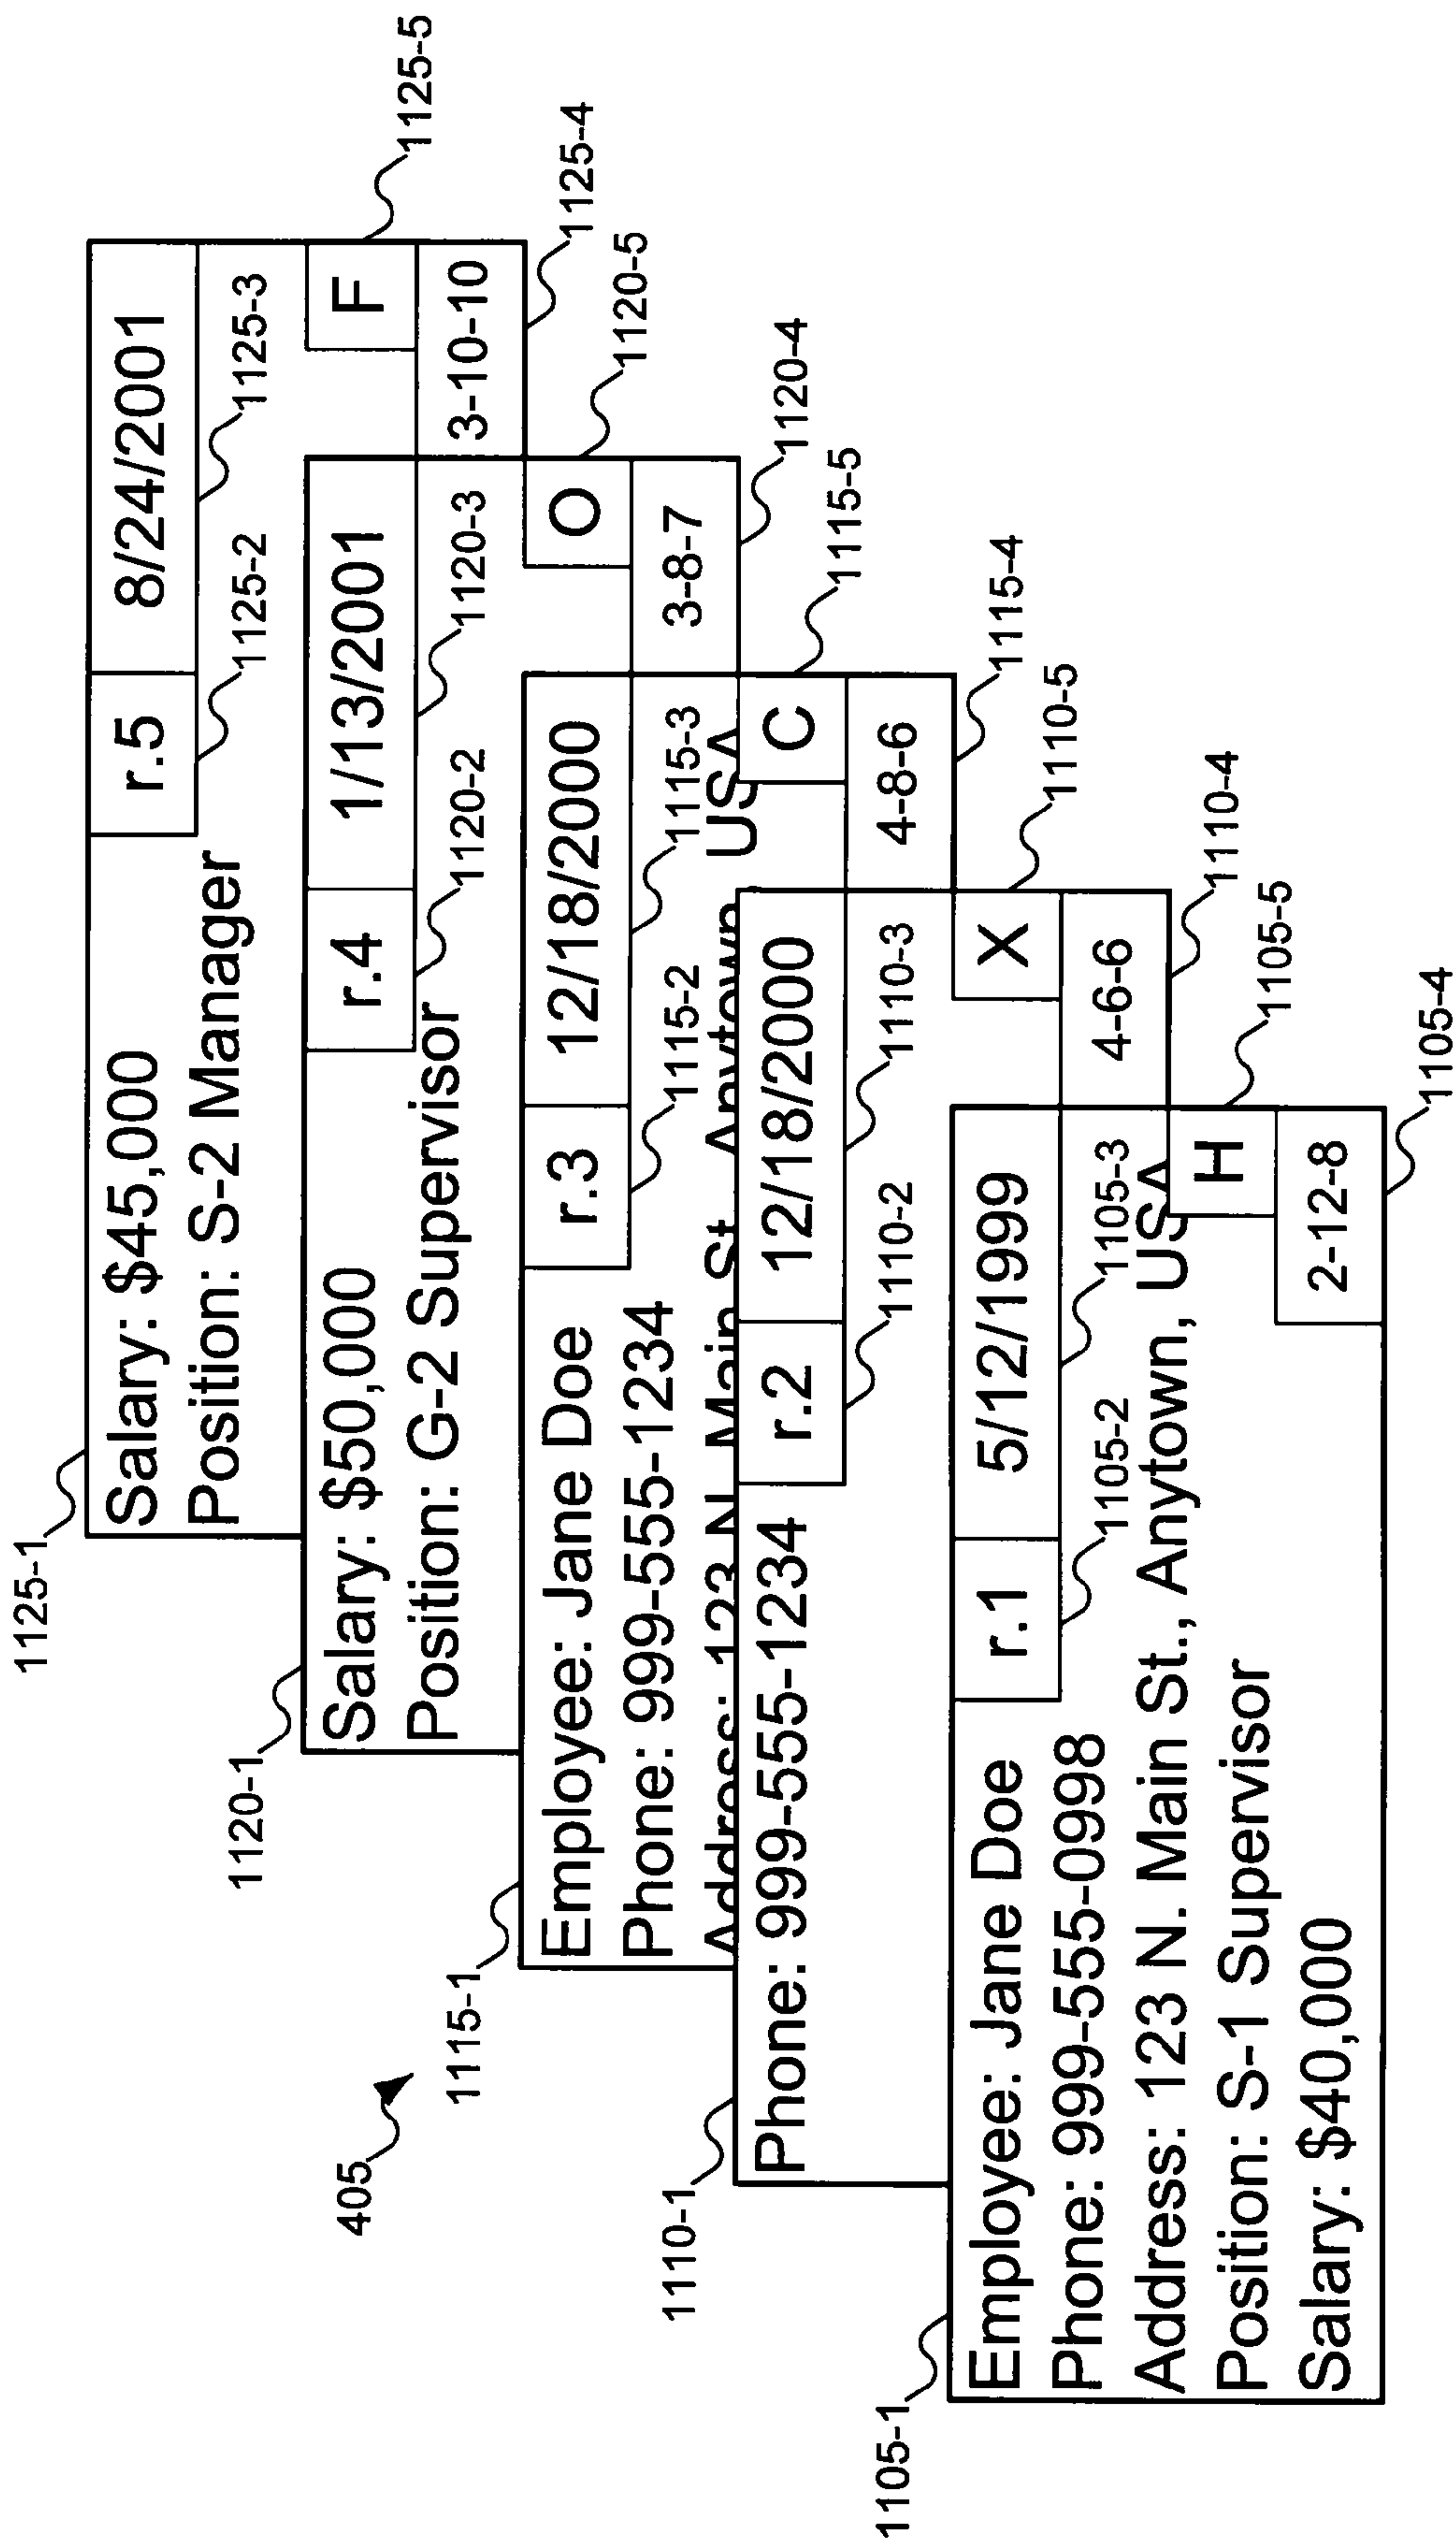 1125-1
Salary: $45,000
Position: S-2 Manager
r.5
8/24/2001
1125-2
1125-3
F
1125-5
3-10-10
1125-4
1120-1
Salary: $50,000
Position: G-2 Supervisor
r.4
1/13/2001
1120-2
1120-3
O
1120-5
3-8-7
1120-4
405
1115-1
Employee: Jane Doe
Phone: 999-555-1234
Address: 123 N. Main St., Anytown, USA
r.3
12/18/2000
1115-2
1115-3
C
1115-5
4-8-6
1115-4
1110-1
Phone: 999-555-1234
r.2
12/18/2000
1110-2
1110-3
X
1110-5
4-6-6
1110-4
1105-1
Employee: Jane Doe
Phone: 999-555-0998
Address: 123 N. Main St., Anytown, USA
Position: S-1 Supervisor
Salary: $40,000
r.1
5/12/1999
1105-2
1105-3
H
1105-5
2-12-8
1105-4